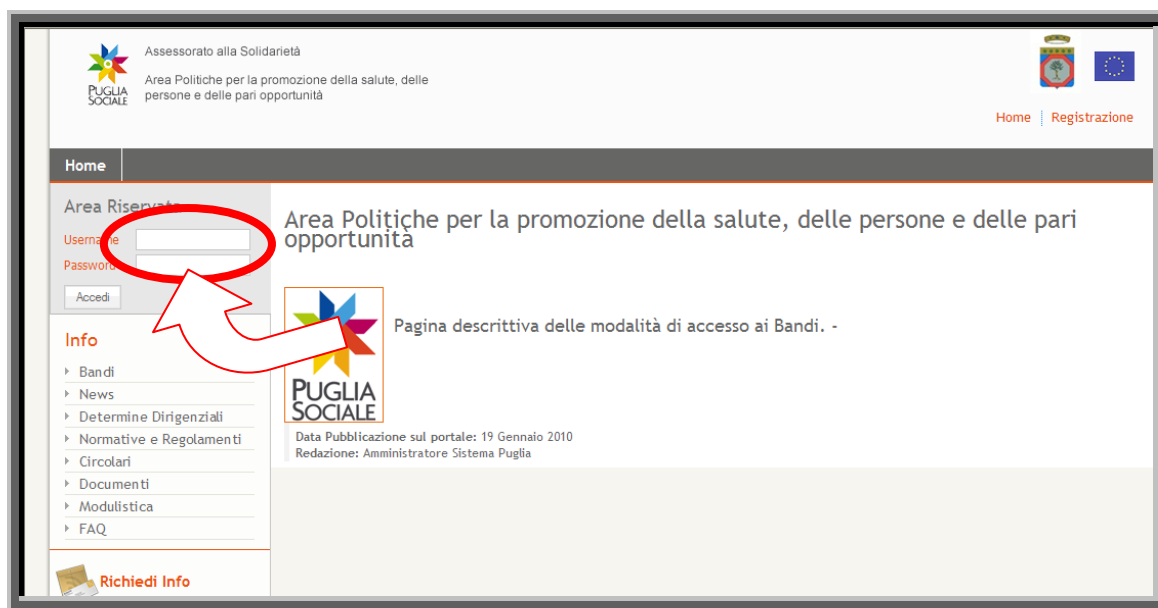 Assessorato alla Solidarietà
Area Politiche per la promozione della salute, delle
persone e delle pari opportunità
PUGLIA
SOCIALE
Home
Registrazione
Home
Area Riservata
Username
Password
Accedi
Info
Bandi
News
Determine Dirigenziali
Normative e Regolamenti
Circolari
Documenti
Modulistica
FAQ
Richiedi Info
Area Politiche per la promozione della salute, delle persone e delle pari
opportunità
Pagina descrittiva delle modalità di accesso ai Bandi. -
PUGLIA
SOCIALE
Data Pubblicazione sul portale: 19 Gennaio 2010
Redazione: Amministratore Sistema Puglia